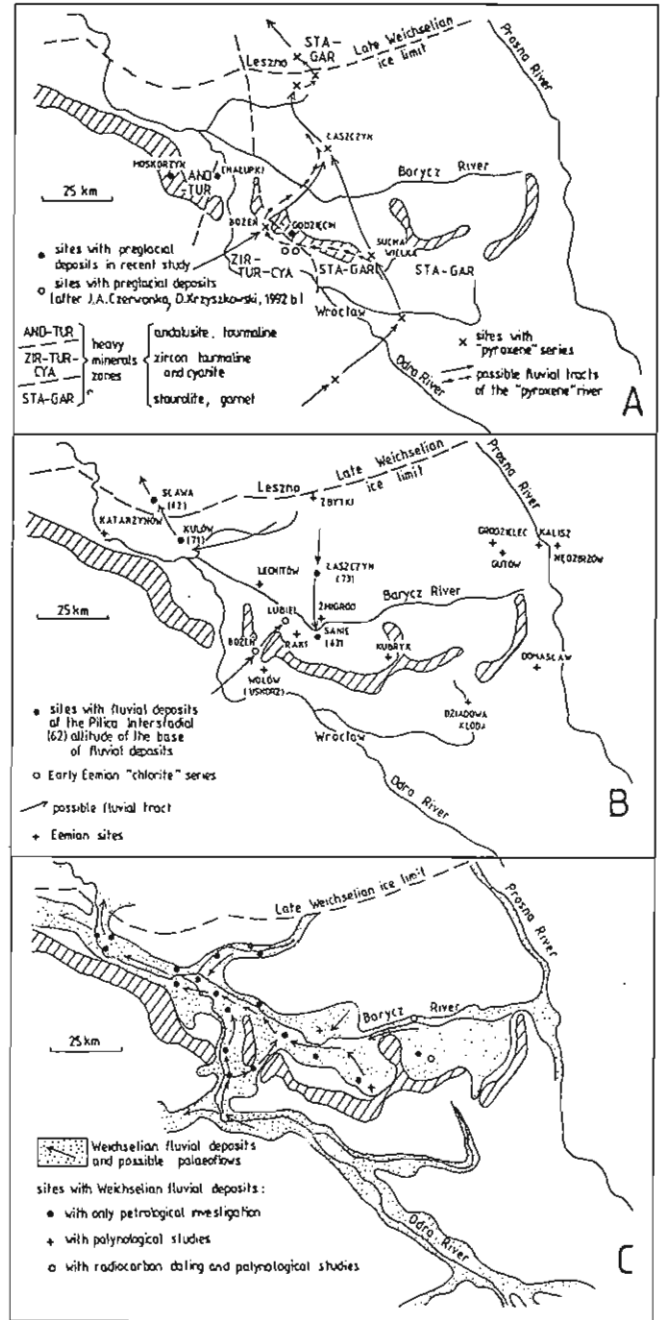 STA-
GAR
Late Weichselian
ice limit
Leszno
Prosna River
ŁASZCZYN
MOSKORZYN
CHAŁUPKI
AND-
TUR
Barycz River
25 km
BOŻEŃ
GODZIĘCIN
SUCHA
WIELKA
STA-GAR
STA-GAR
ZIR-
TUR-CYA
Wrocław
Odra River
sites with preglacial
deposits in recent study
sites with preglacial deposits
(after J.A.Czerwonka, D.Krzyszkowski, 1992 b)
AND-TUR
ZIR-TUR-
CYA
STA-GAR
heavy
minerals
zones
andalusite, tourmaline
zircon tourmaline
and cyanite
staurolite, garnet
x sites with
"pyroxene" series
possible fluvial tracts
of the "pyroxene" river
A
SŁAWA
(62)
Leszno
Late Weichselian
ice limit
ZBYTKI
Prosna River
KATARZYNÓW
KULÓW
(71)
GRODZIELEC
KALISZ
GUTÓW
LECHITÓW
ŁASZCZYN
(73)
Barycz River
25 km
LUBIEL
ŻMIGRÓD
BOŻEŃ
RAKI
SANIE
(63)
KUBRYK
DOMASŁAW
WOŁÓW
(USKORZ)
DZIADOWA
KŁODA
Wrocław
Odra River
sites with fluvial deposits
of the Pilica Interstadial
(62) altitude of the base
of fluvial deposits
Early Eemian "chlorite" series
possible fluvial tract
+ Eemian sites
B
Late Weichselian ice limit
Prosna River
Barycz River
25 km
Weichselian fluvial deposits
and possible palaeoflows
sites with Weichselian fluvial deposits:
with only petrological investigation
+ with palynological studies
with radiocarbon dating and palynological studies
Odra River
C